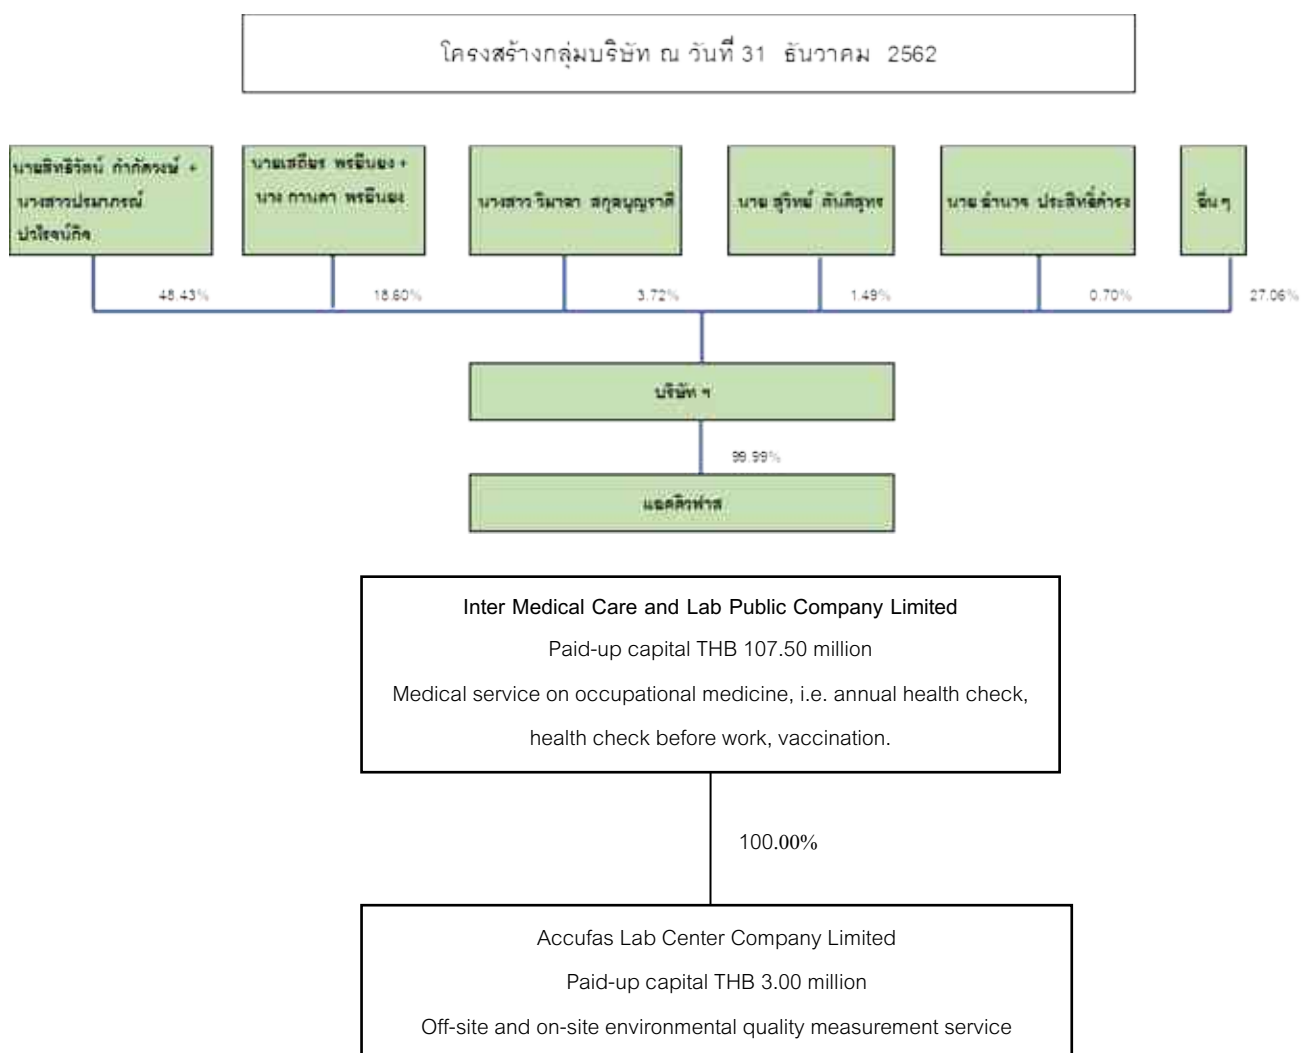 โครงสร้างกลุ่มบริษัท ณ วันที่ 31 ธันวาคม 2562
นายสิทธิวัตน์ กำกัดวงษ์ +
นางสาวปรมาภรณ์
ปวโรจน์กิจ
นายเสถียร พรยืนยง +
นาง กานดา พรยืนยง
นางสาว วิมาลา สกุลบุญราศี
นาย สุวิทย์ สันติสุทร
นาย อำนาจ ประสิทธิ์ดำรง
อื่นๆ
48.43%
18.60%
3.72%
1.49%
0.70%
27.06%
บริษัท ฯ
99.99%
แอคคิวฟาส
Inter Medical Care and Lab Public Company Limited
Paid-up capital THB 107.50 million
Medical service on occupational medicine, i.e. annual health check,
health check before work, vaccination.
100.00%
Accufas Lab Center Company Limited
Paid-up capital THB 3.00 million
Off-site and on-site environmental quality measurement service